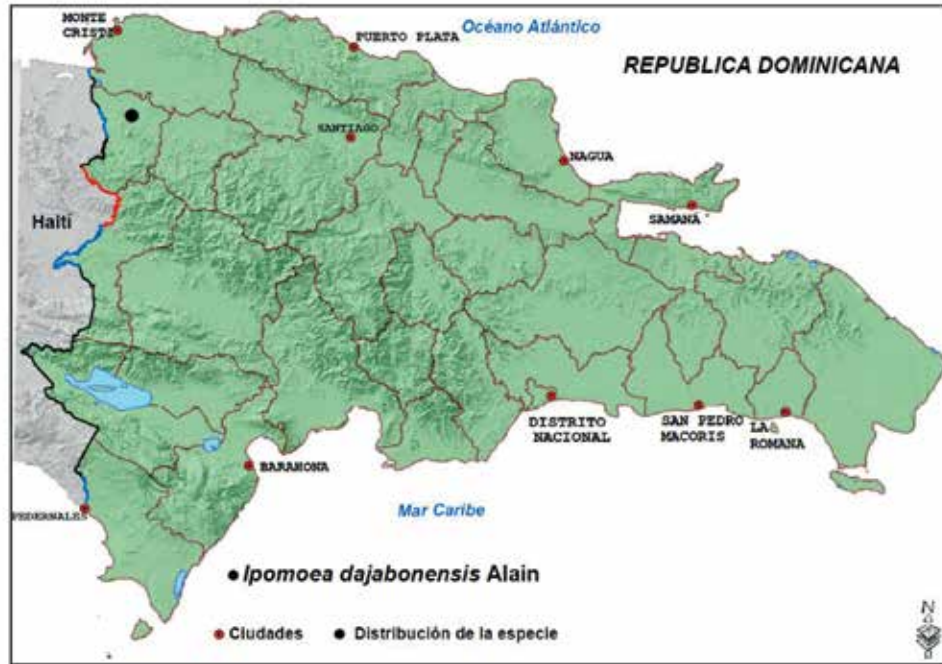 MONTE
CRISTI
PUERTO PLATA
Océano Atlántico
REPUBLICA DOMINICANA
SANTIAGO
NAGUA
SAMANÁ
Haití
DISTRITO
NACIONAL
SAN PEDRO
MACORIS
LA
ROMANA
BARAHONA
PEDERNALES
Mar Caribe
Ipomoea dajabonensis Alain
Ciudades
Distribución de la especie
N